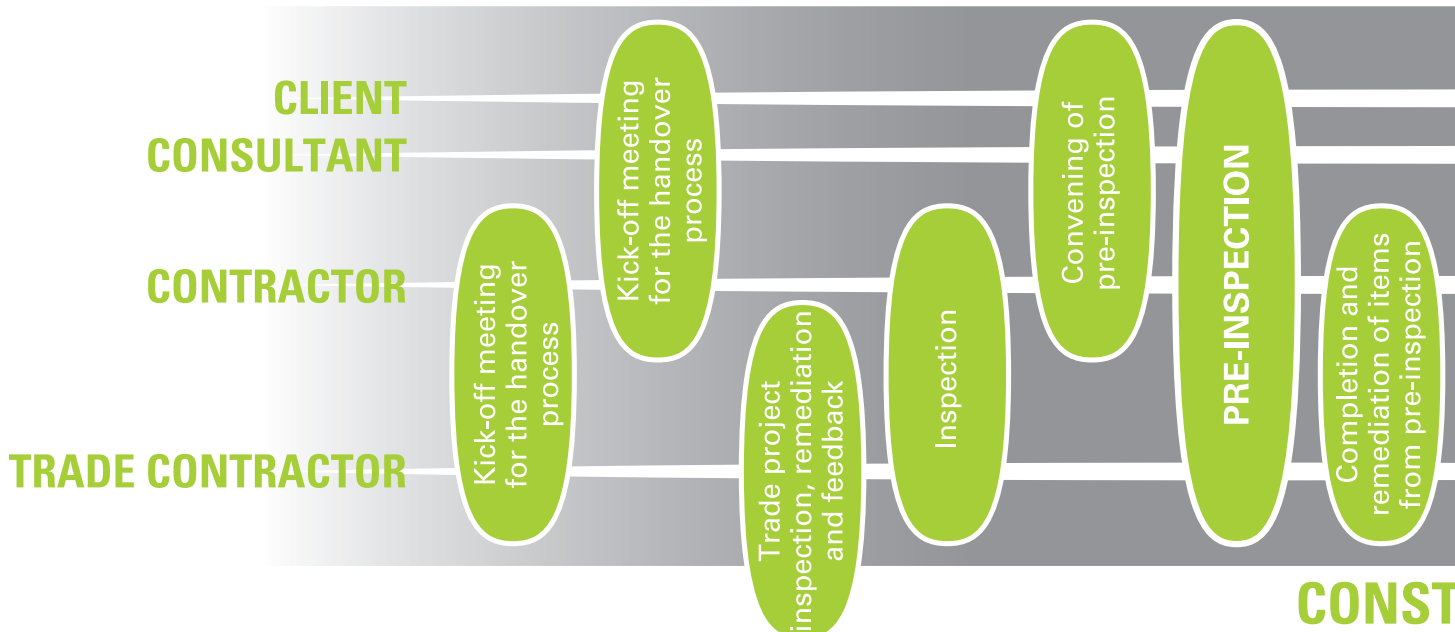 CLIENT
CONSULTANT
CONTRACTOR
TRADE CONTRACTOR
Kick-off meeting
for the handover
process
Kick-off meeting
for the handover
process
Trade project
inspection, remediation
and feedback
Inspection
Convening of
pre-inspection
PRE-INSPECTION
Completion and
remediation of items
from pre-inspection
CONST